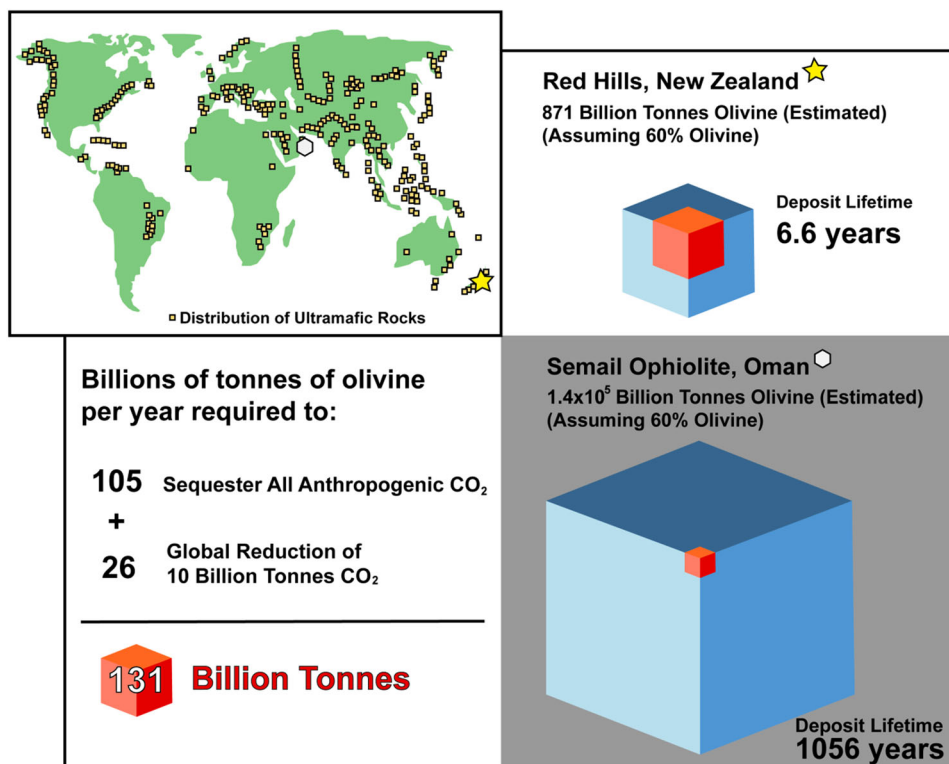 Distribution of Ultramafic Rocks
Red Hills, New Zealand
871 Billion Tonnes Olivine (Estimated)
(Assuming 60% Olivine)
Deposit Lifetime
6.6 years
Billions of tonnes of olivine
per year required to:
105 Sequester All Anthropogenic CO₂
+
26 Global Reduction of
10 Billion Tonnes CO₂
131 Billion Tonnes
Semail Ophiolite, Oman
1.4x10⁵ Billion Tonnes Olivine (Estimated)
(Assuming 60% Olivine)
Deposit Lifetime
1056 years